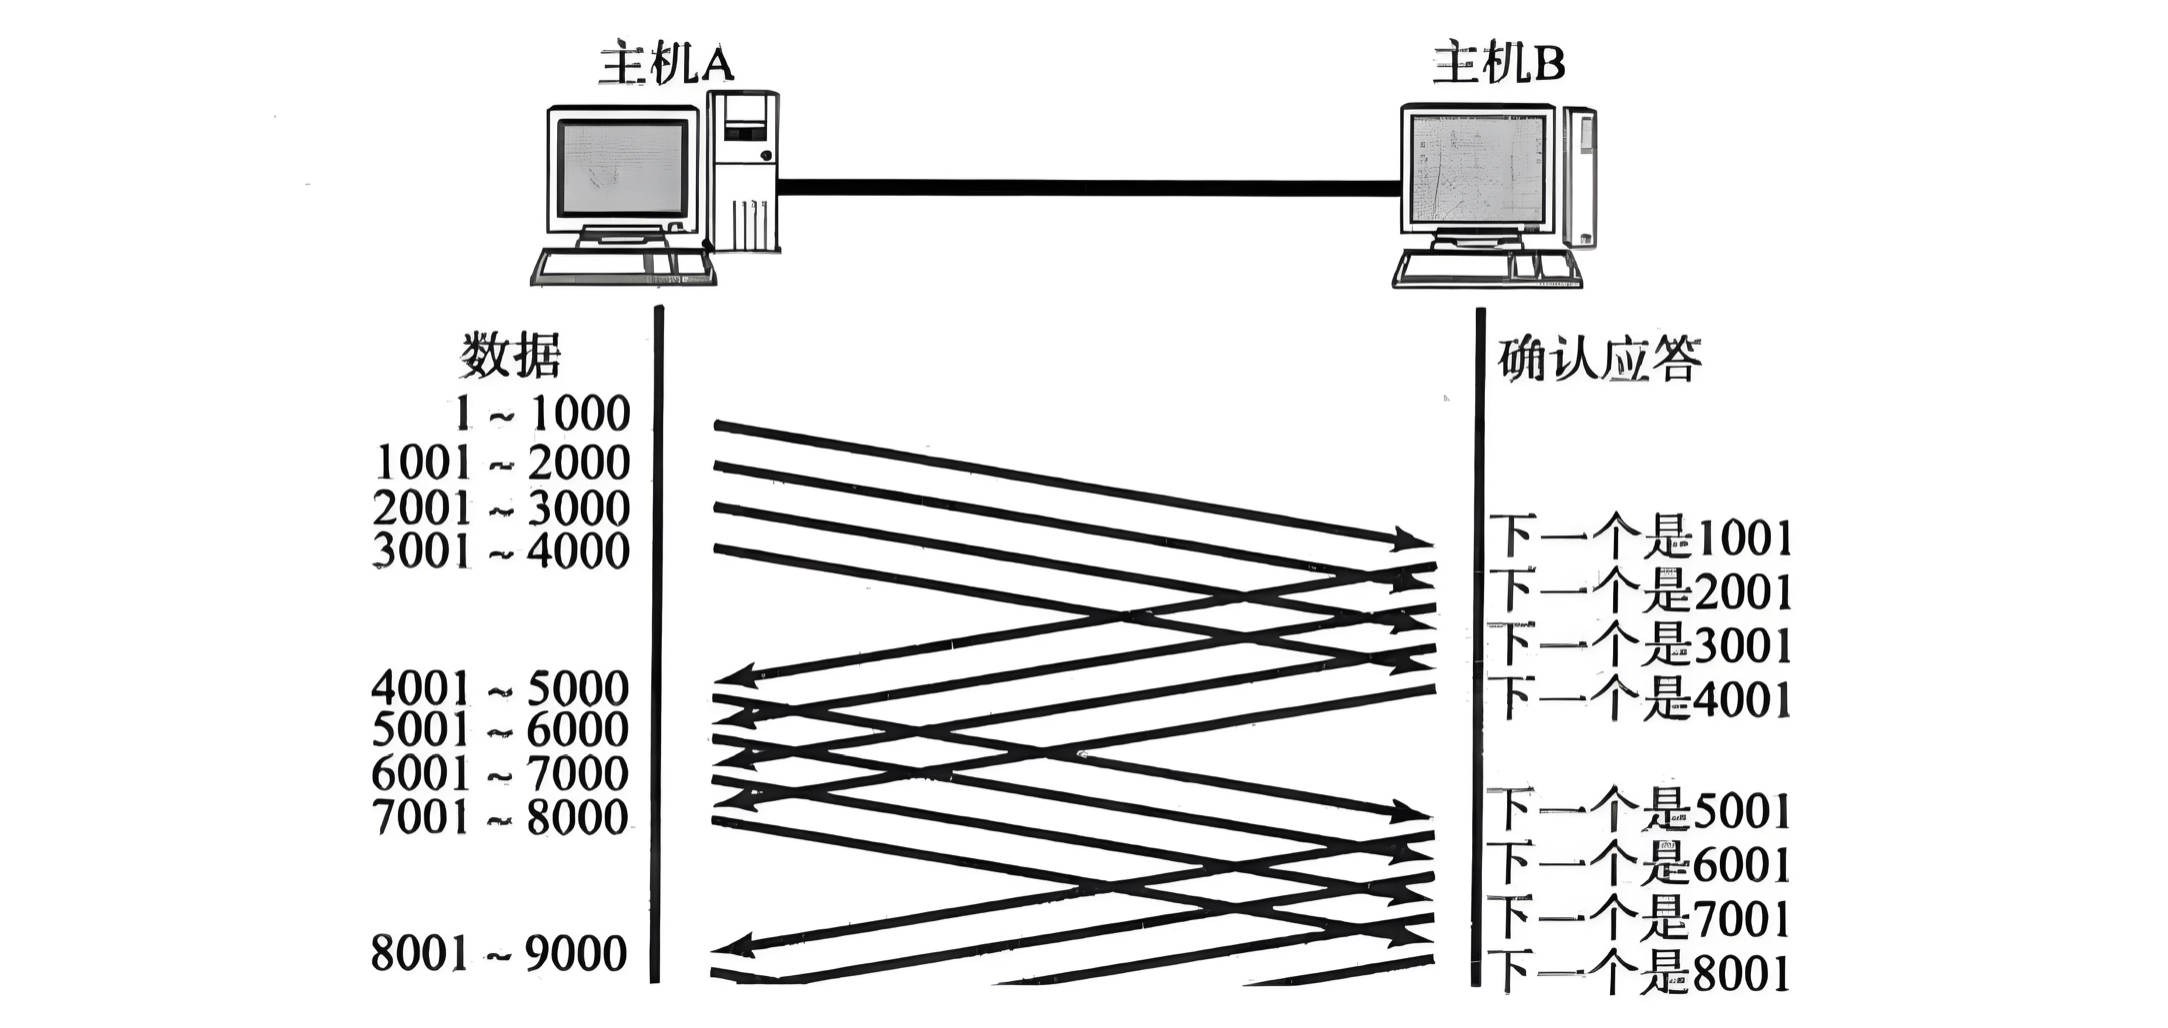 主机A
主机B
数据
确认应答
1 ~ 1000
1001 ~ 2000
2001 ~ 3000
3001 ~ 4000
下一个是1001
下一个是2001
下一个是3001
下一个是4001
4001 ~ 5000
5001 ~ 6000
6001 ~ 7000
7001 ~ 8000
下一个是5001
下一个是6001
下一个是7001
下一个是8001
8001 ~ 9000